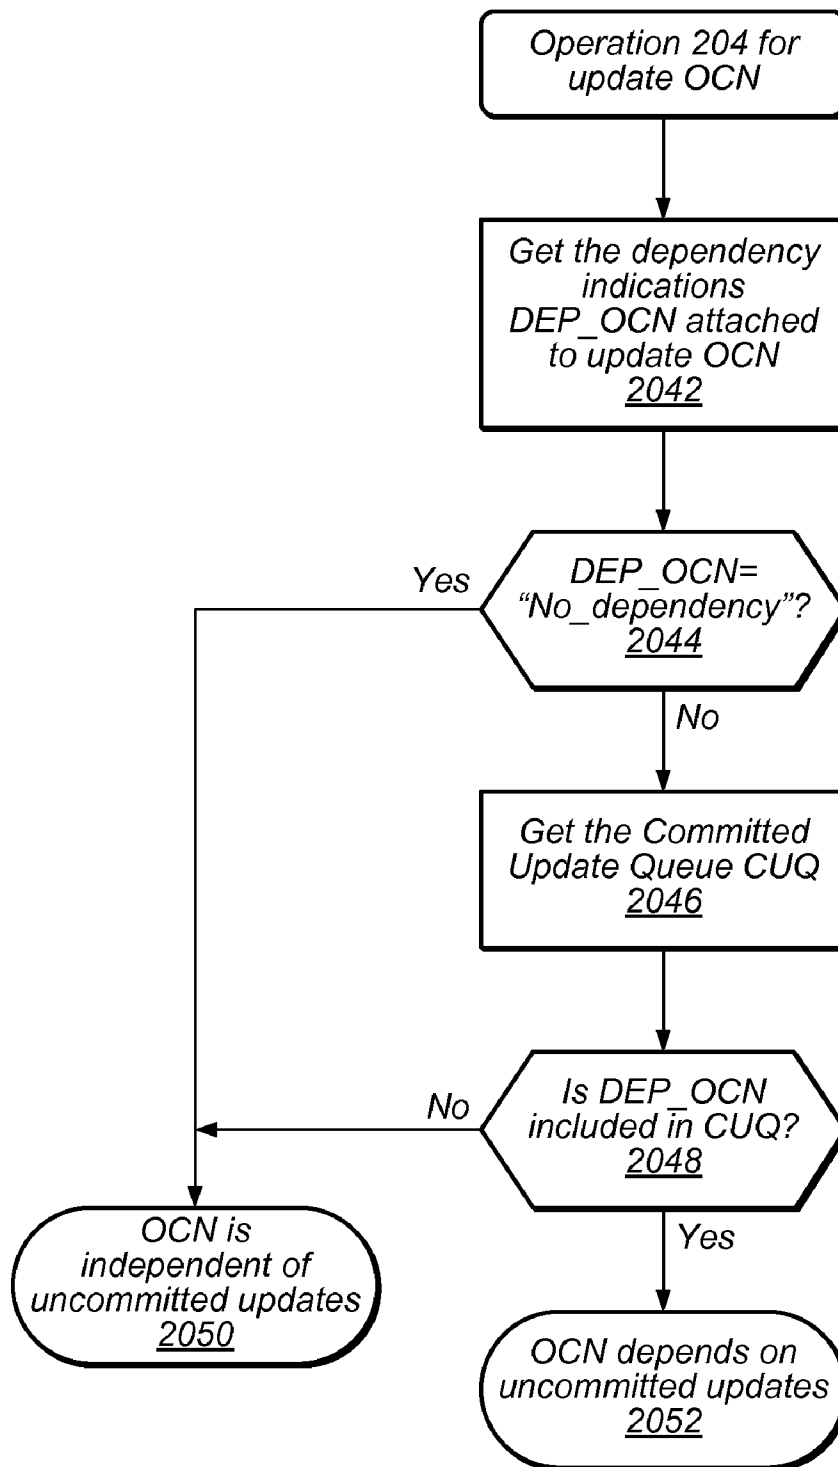 Operation 204 for
update OCN
Get the dependency
indications
DEP_OCN attached
to update OCN
2042
Yes
DEP_OCN=
“No_dependency”?
2044
No
Get the Committed
Update Queue CUQ
2046
No
Is DEP_OCN
included in CUQ?
2048
Yes
OCN is
independent of
uncommitted updates
2050
OCN depends on
uncommitted updates
2052